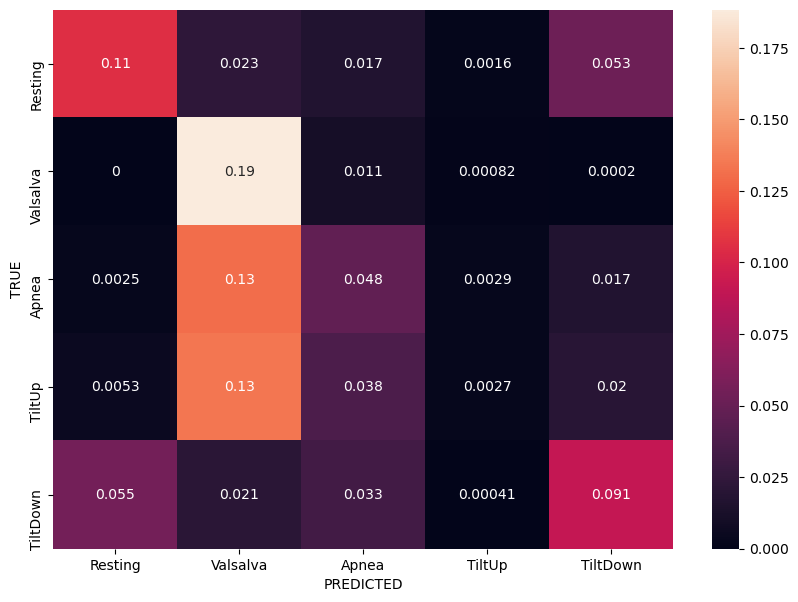 Resting 0.11 0.023 0.017 0.0016 0.053
Valsalva 0 0.19 0.011 0.00082 0.0002
Apnea 0.0025 0.13 0.048 0.0029 0.017
TiltUp 0.0053 0.13 0.038 0.0027 0.02
TiltDown 0.055 0.021 0.033 0.00041 0.091
TRUE
Resting Valsalva Apnea TiltUp TiltDown
PREDICTED
0.175
0.150
0.125
0.100
0.075
0.050
0.025
0.000